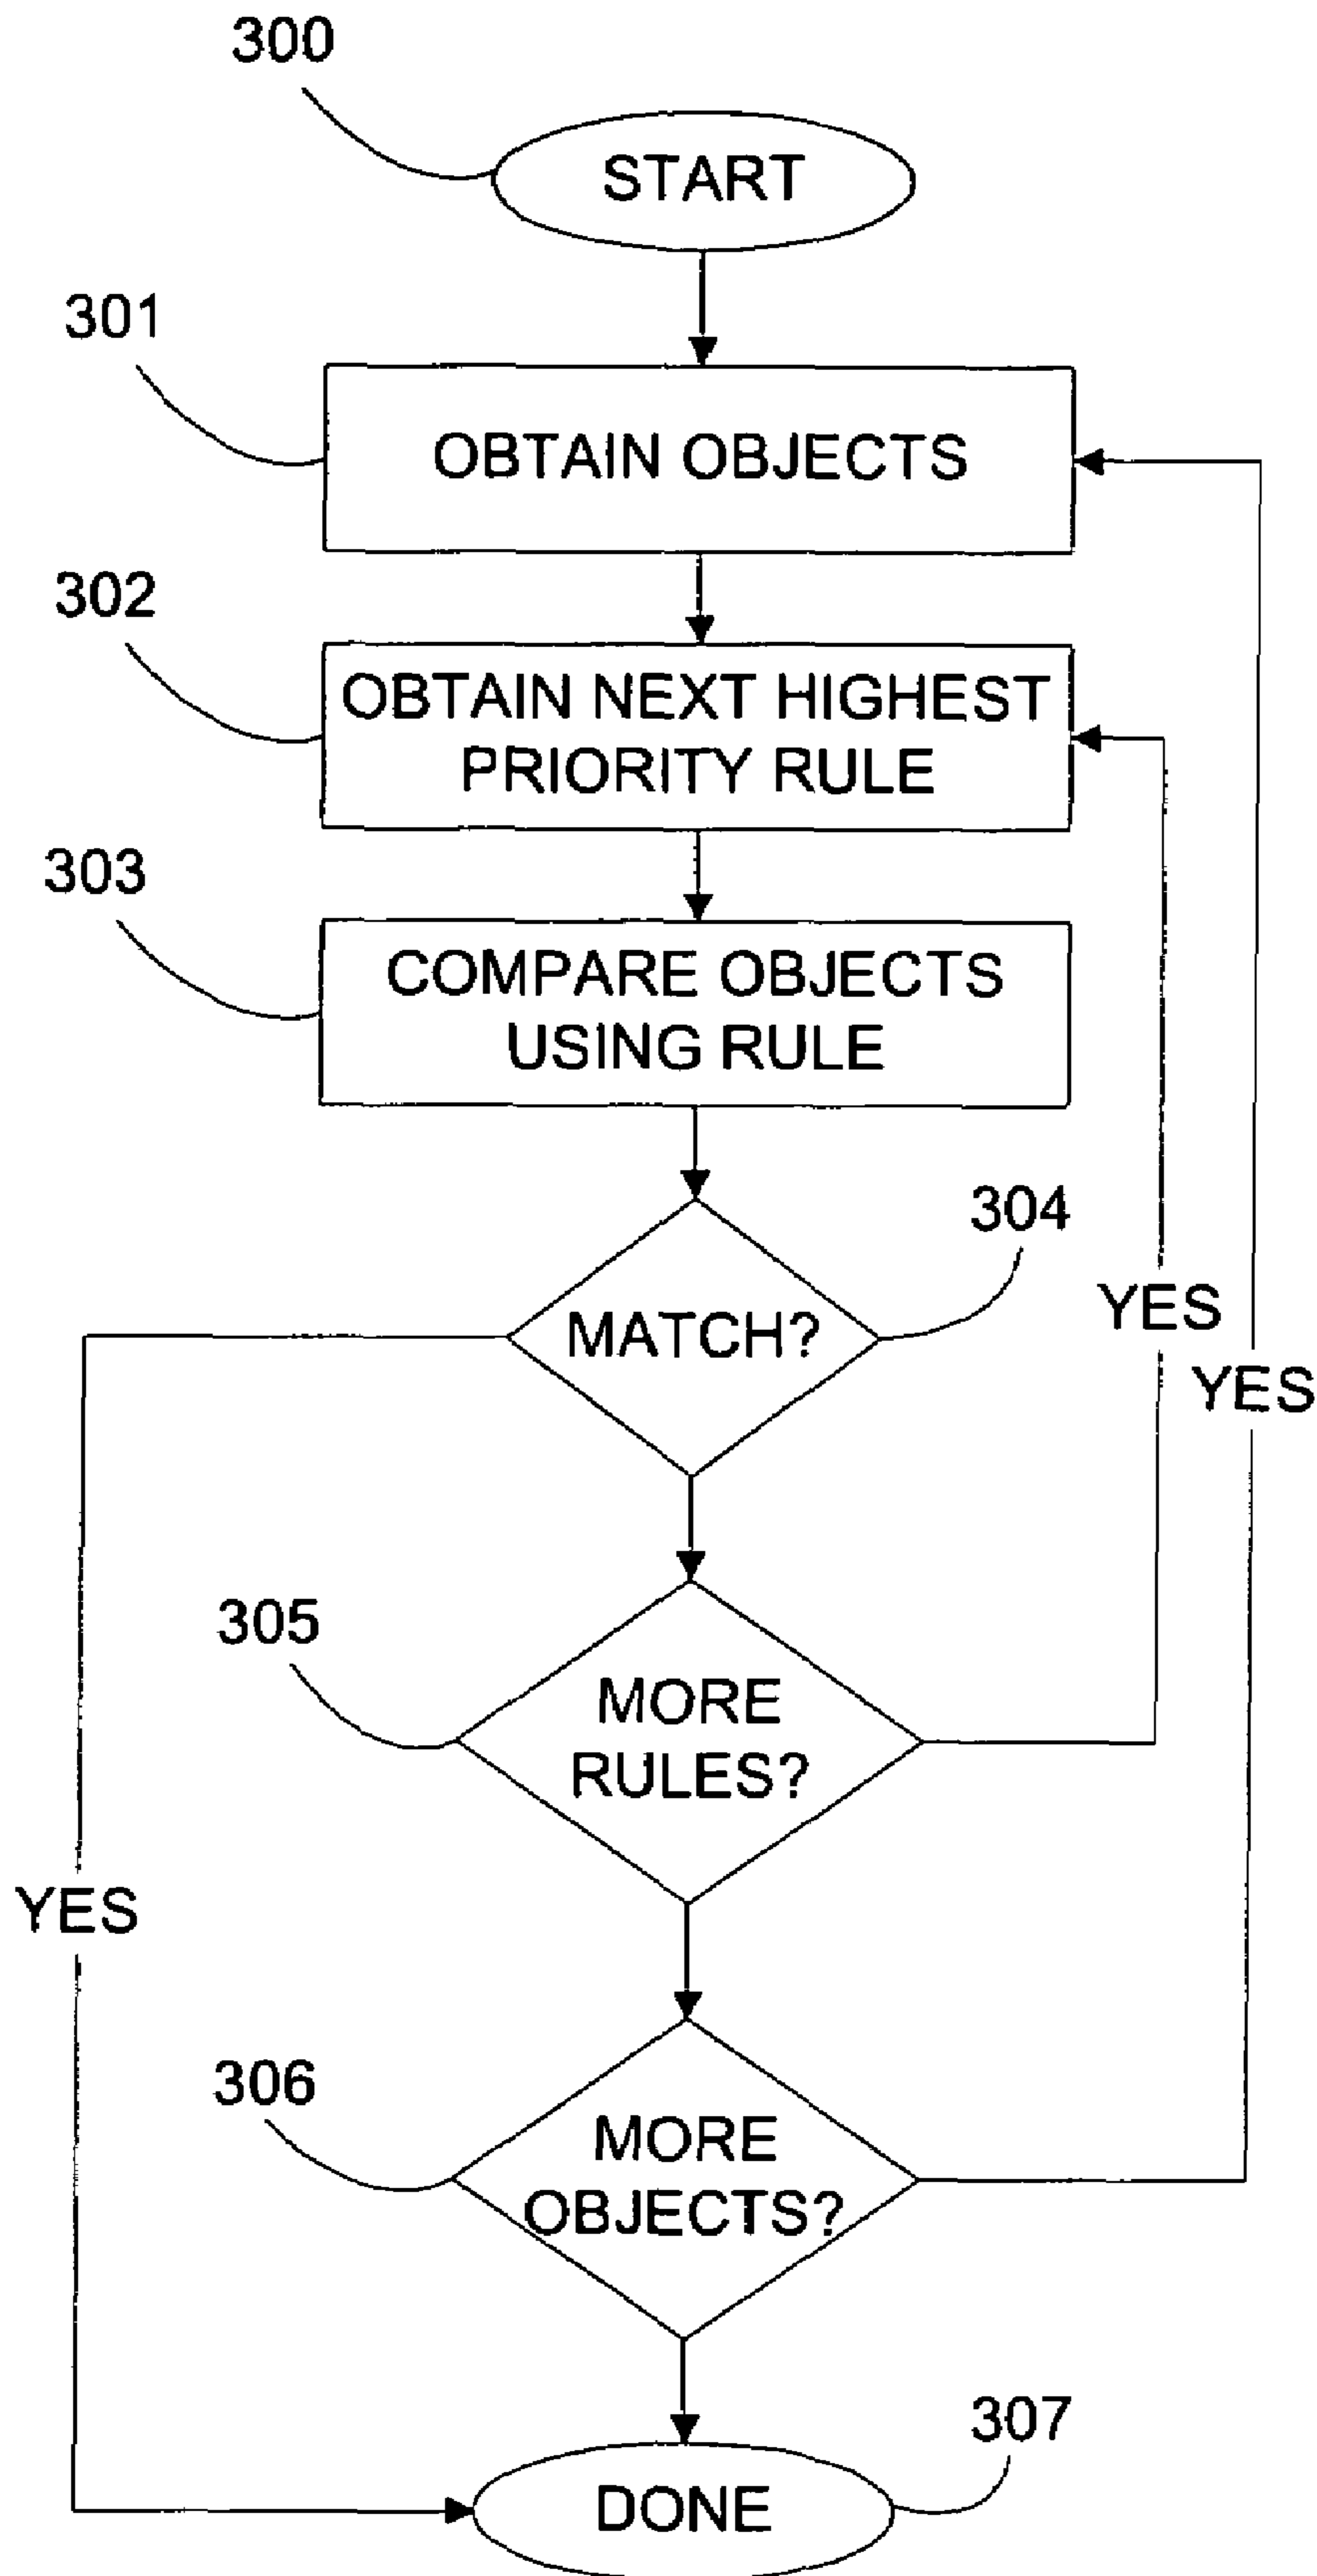 300
START
301
OBTAIN OBJECTS
302
OBTAIN NEXT HIGHEST
PRIORITY RULE
303
COMPARE OBJECTS
USING RULE
304
MATCH?
YES
YES
305
MORE
RULES?
YES
306
MORE
OBJECTS?
307
DONE